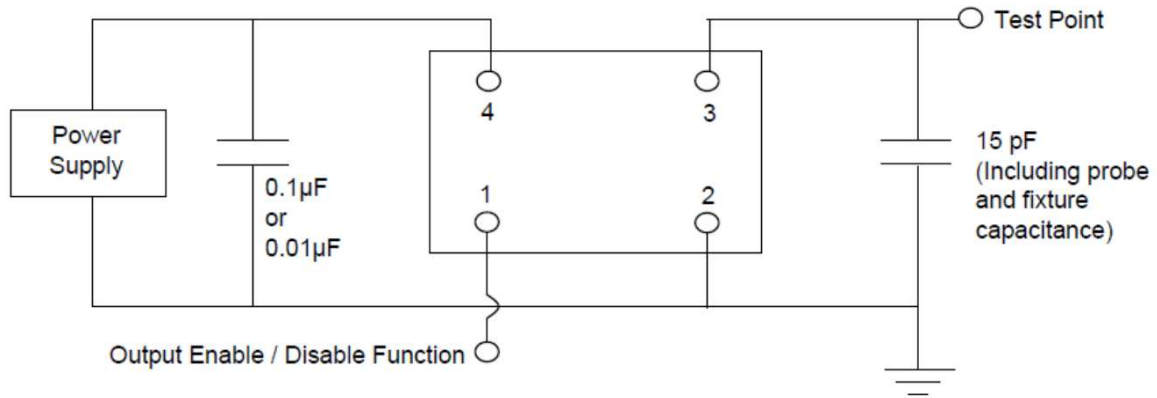 Test Point
4
3
Power
Supply
15 pF
(Including probe
and fixture
capacitance)
0.1µF
or
0.01µF
1
2
Output Enable / Disable Function